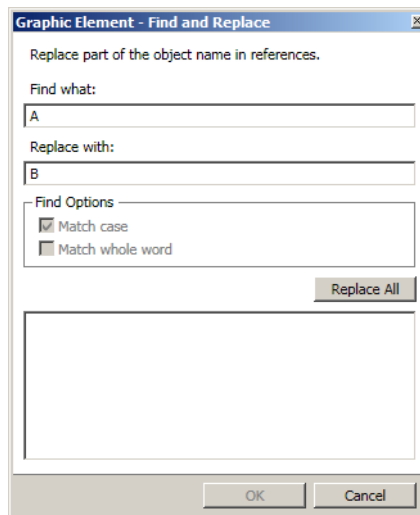 Graphic Element - Find and Replace
Replace part of the object name in references.
Find what:
A
Replace with:
B
Find Options
Match case
Match whole word
Replace All
OK
Cancel